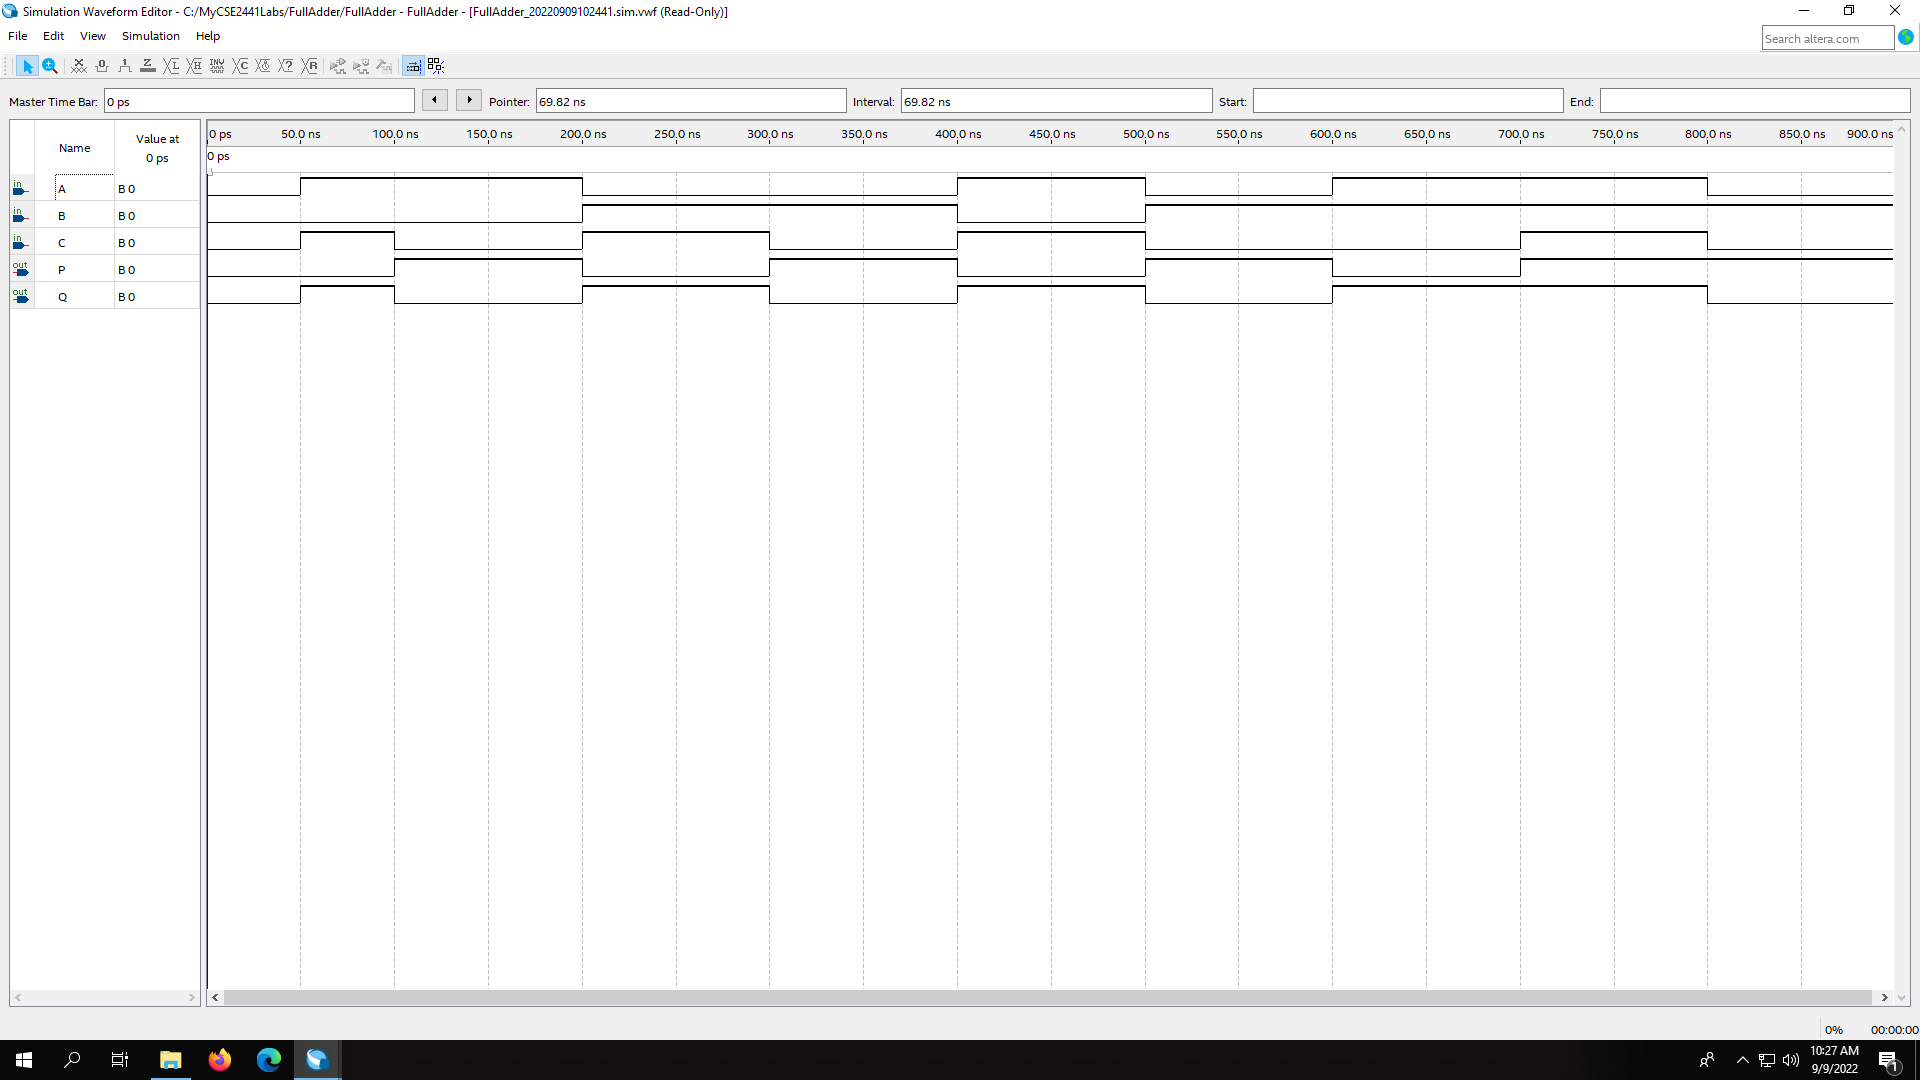 Simulation Waveform Editor - C:/MyCSE2441Labs/FullAdder/FullAdder - FullAdder - [FullAdder_20220909102441.sim.vwf (Read-Only)]
File Edit View Simulation Help
Search altera.com
Master Time Bar: 0 ps Pointer: 69.82 ns Interval: 69.82 ns Start: End:
Name Value at 0 ps
0 ps 50.0 ns 100.0 ns 150.0 ns 200.0 ns 250.0 ns 300.0 ns 350.0 ns 400.0 ns 450.0 ns 500.0 ns 550.0 ns 600.0 ns 650.0 ns 700.0 ns 750.0 ns 800.0 ns 850.0 ns 900.0 ns
0 ps
in A B 0
in B B 0
in C B 0
out P B 0
out Q B 0
0% 00:00:00
10:27 AM
9/9/2022
1